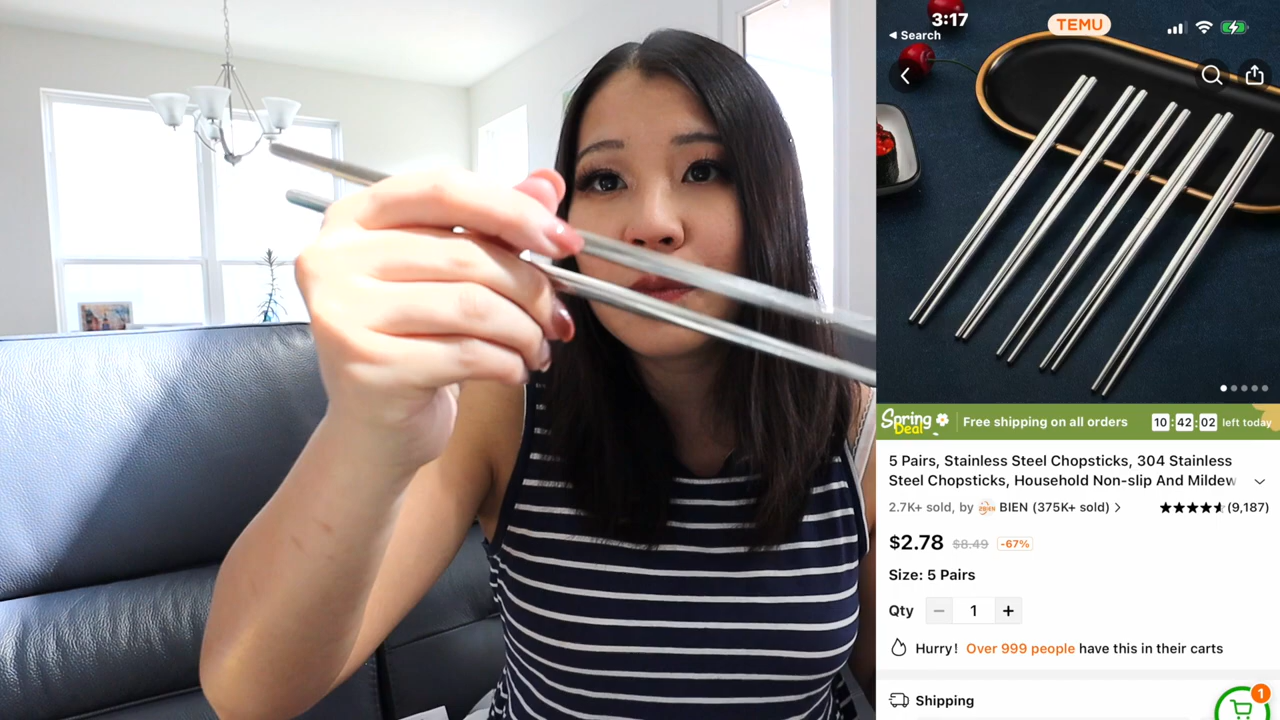 3:17
TEMU
Search
Spring
Deal
Free shipping on all orders
10:42:02 left today
5 Pairs, Stainless Steel Chopsticks, 304 Stainless
Steel Chopsticks, Household Non-slip And Mildew
2.7K+ sold, by BIEN (375K+ sold) >
(9,187)
$2.78 $8.49 -67%
Size: 5 Pairs
Qty − 1 +
Hurry! Over 999 people have this in their carts
Shipping
1